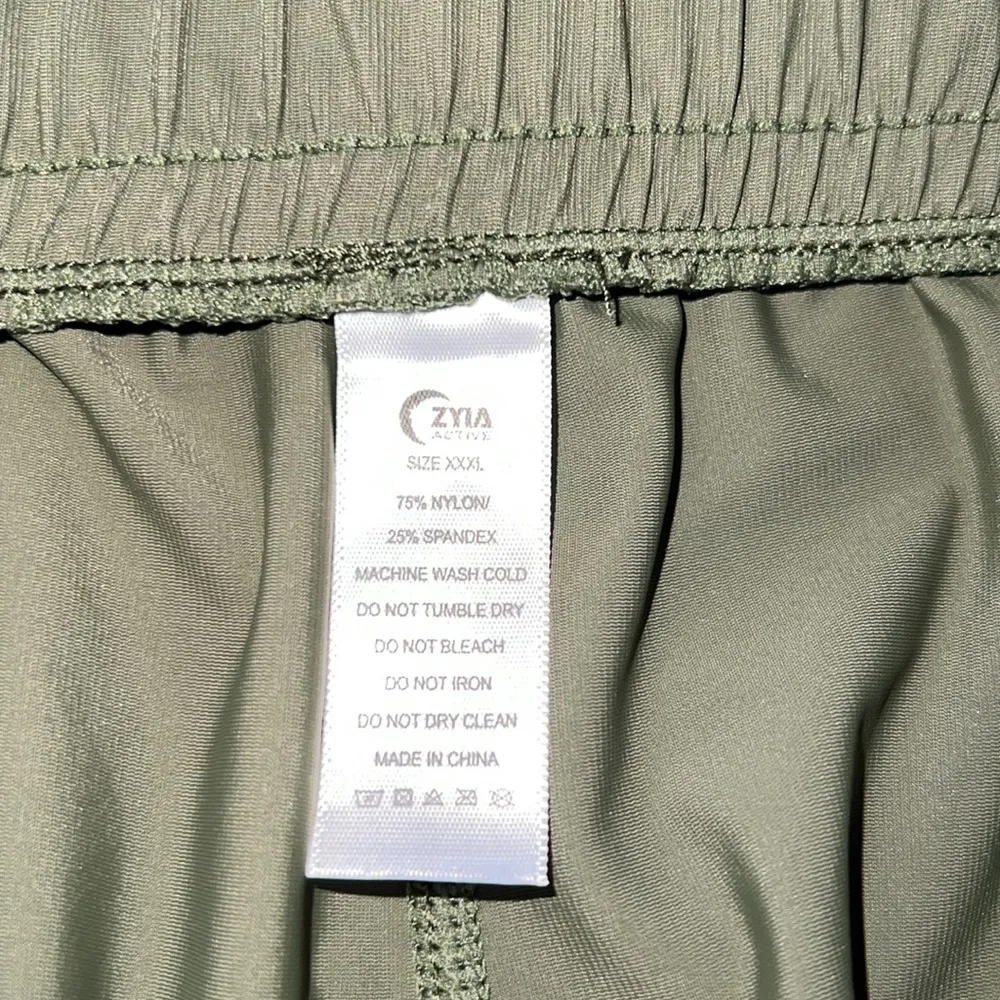 ZYIA
ACTIVE
SIZE XXXL
75% NYLON/
25% SPANDEX
MACHINE WASH COLD
DO NOT TUMBLE DRY
DO NOT BLEACH
DO NOT IRON
DO NOT DRY CLEAN
MADE IN CHINA